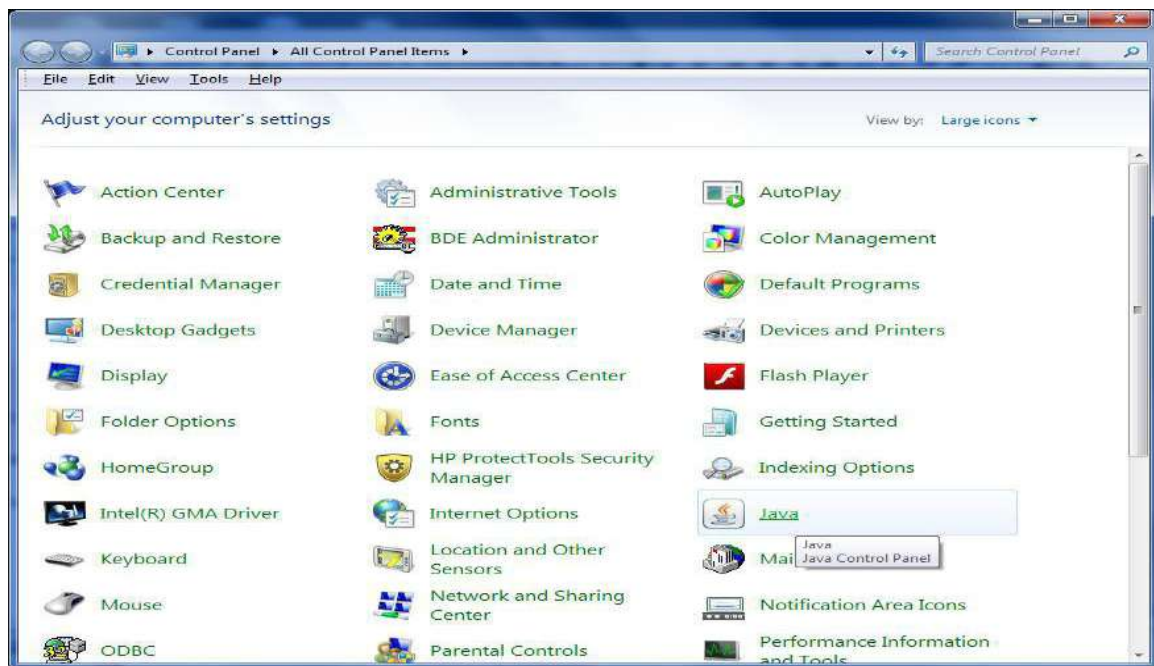 Control Panel ▸ All Control Panel Items ▸
Search Control Panel
File Edit View Tools Help
Adjust your computer's settings
View by: Large icons
Action Center
Administrative Tools
AutoPlay
Backup and Restore
BDE Administrator
Color Management
Credential Manager
Date and Time
Default Programs
Desktop Gadgets
Device Manager
Devices and Printers
Display
Ease of Access Center
Flash Player
Folder Options
Fonts
Getting Started
HomeGroup
HP ProtectTools Security
Manager
Indexing Options
Intel(R) GMA Driver
Internet Options
Java
Java
Java Control Panel
Keyboard
Location and Other
Sensors
Mai
Mouse
Network and Sharing
Center
Notification Area Icons
ODBC
Parental Controls
Performance Information
and Tools